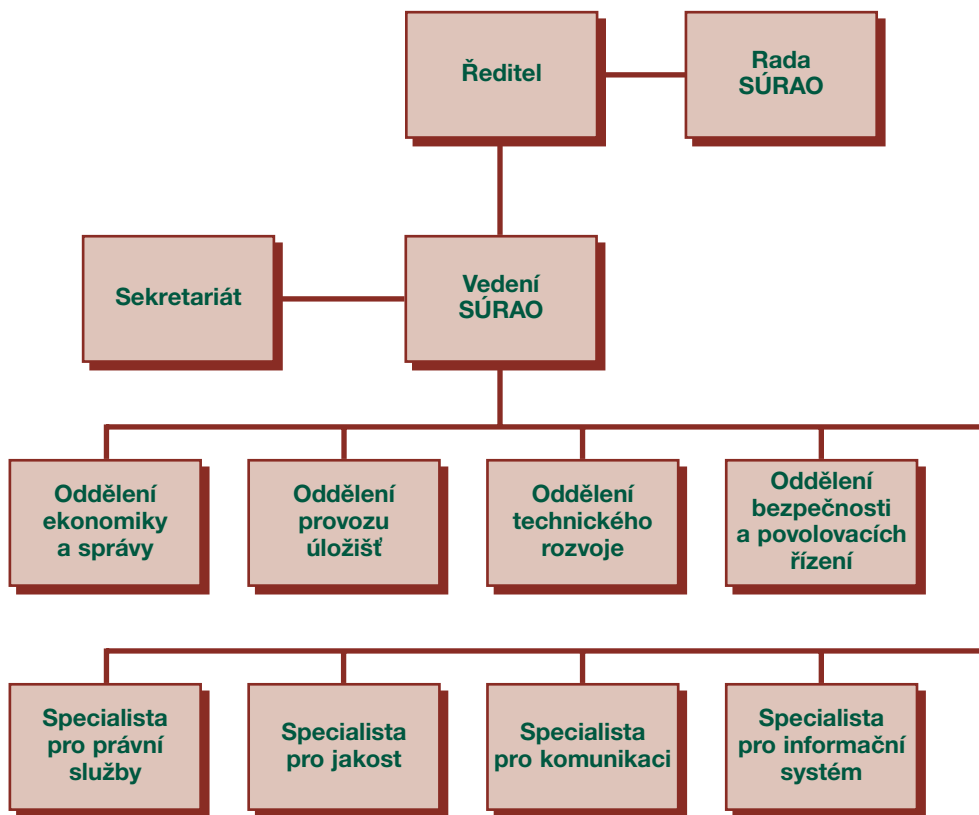 Ředitel
Rada
SÚRAO
Sekretariát
Vedení
SÚRAO
Oddělení
ekonomiky
a správy
Oddělení
provozu
úložišť
Oddělení
technického
rozvoje
Oddělení
bezpečnosti
a povolovacích
řízení
Specialista
pro právní
služby
Specialista
pro jakost
Specialista
pro komunikaci
Specialista
pro informační
systém